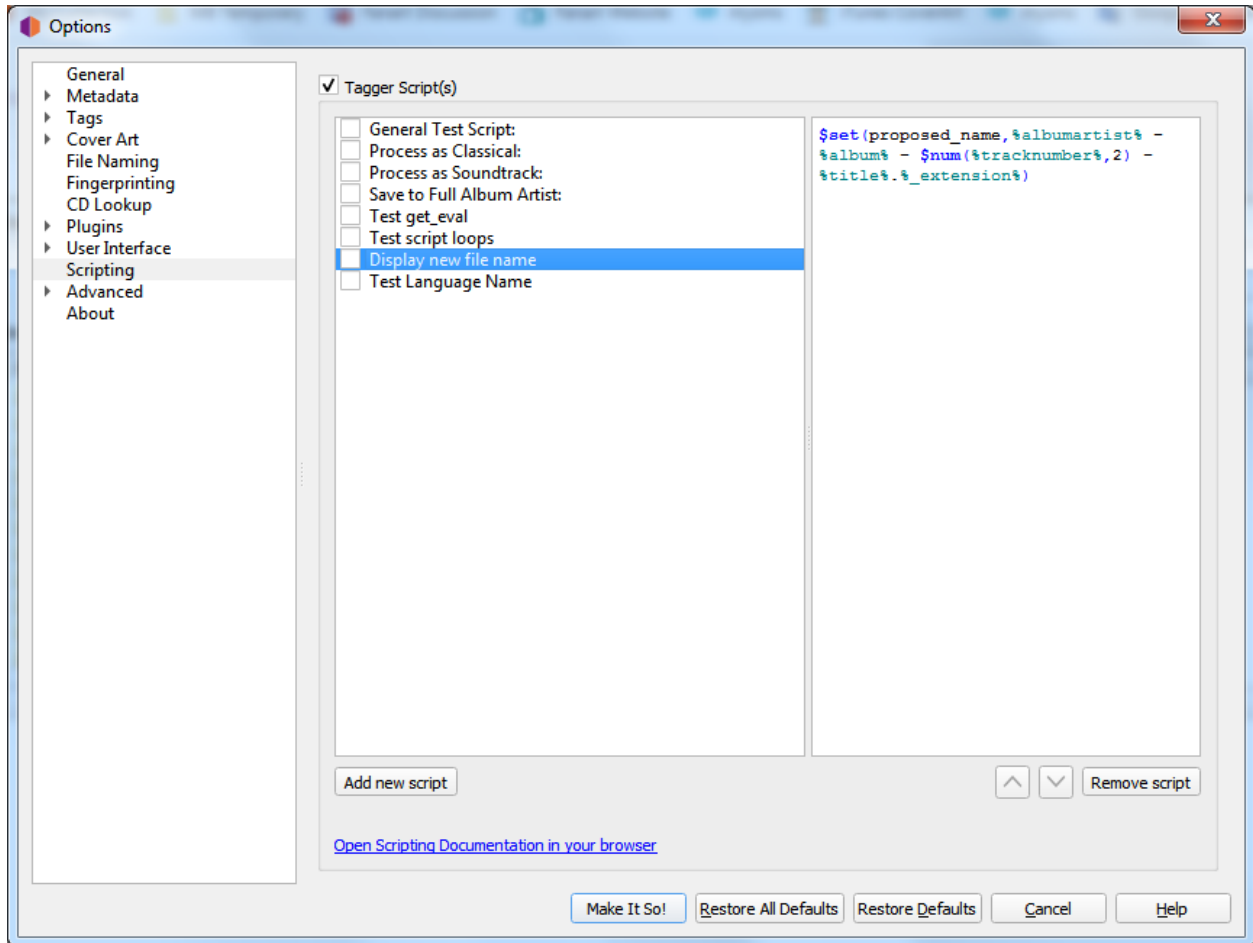 Options
General
Metadata
Tags
Cover Art
File Naming
Fingerprinting
CD Lookup
Plugins
User Interface
Scripting
Advanced
About
Tagger Script(s)
General Test Script:
Process as Classical:
Process as Soundtrack:
Save to Full Album Artist:
Test get_eval
Test script loops
Display new file name
Test Language Name
$set(proposed_name,%albumartist% -
%album% - $num(%tracknumber%,2) -
%title%.%_extension%)
Add new script
Remove script
Open Scripting Documentation in your browser
Make It So!
Restore All Defaults
Restore Defaults
Cancel
Help